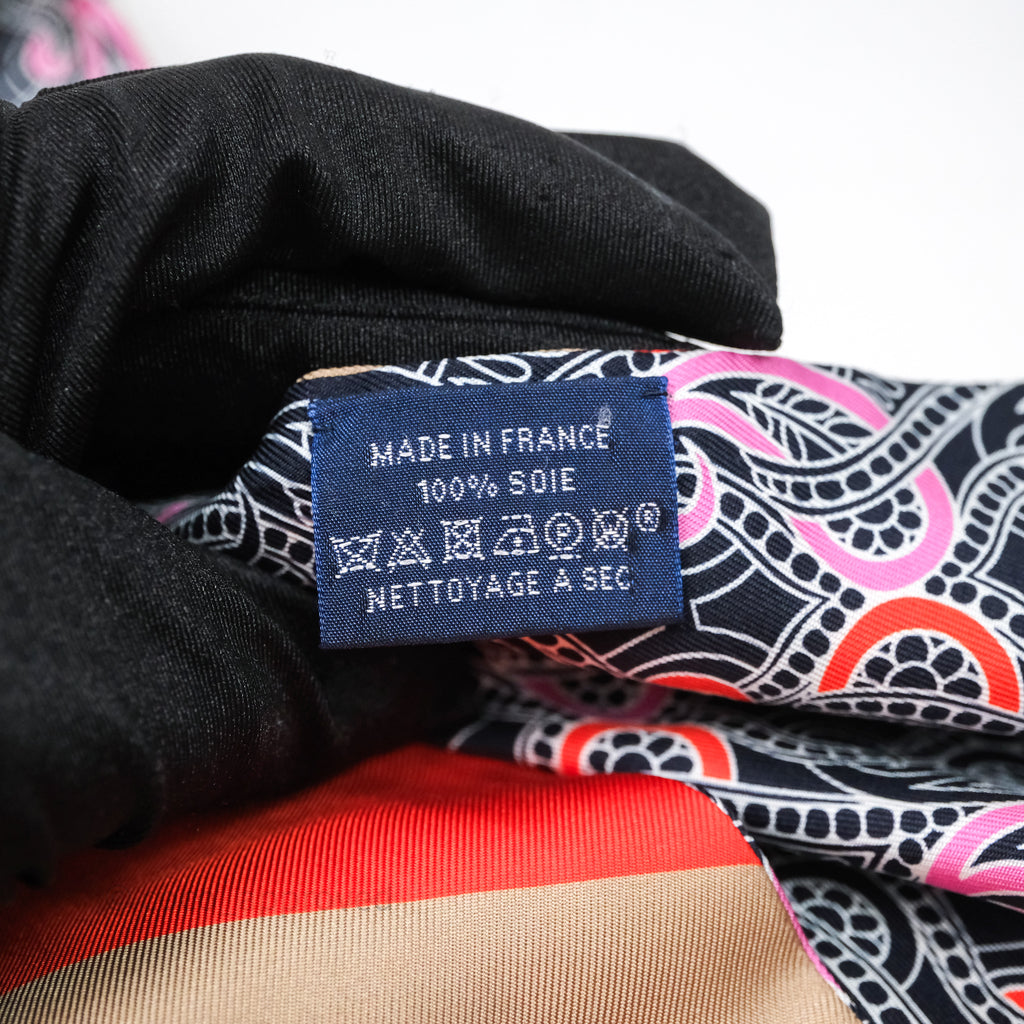 MADE IN FRANCE
100% SOIE
®
NETTOYAGE A SEC